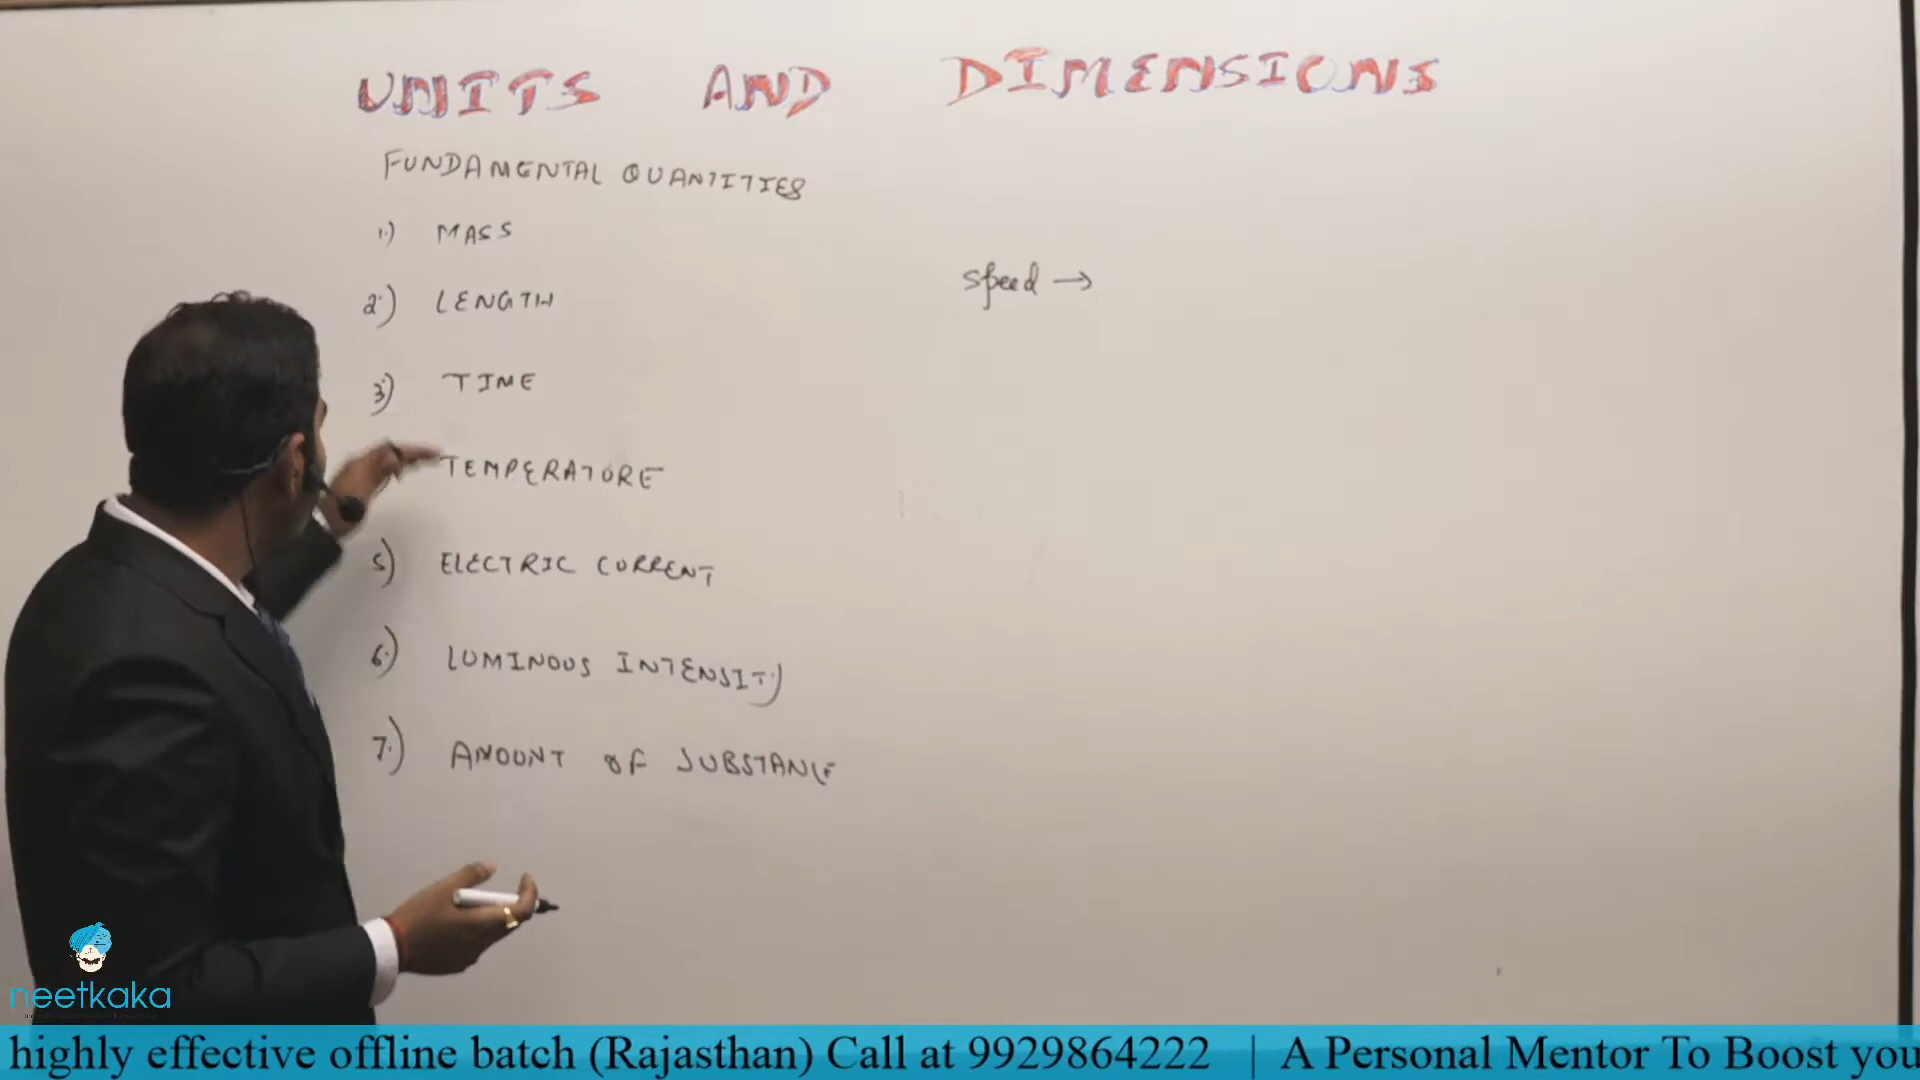 UNITS AND DIMENSIONS
FUNDAMENTAL QUANTITIES
1.) MASS
2.) LENGTH
3.) TIME
TEMPERATURE
5) ELECTRIC CURRENT
6.) LUMINOUS INTENSITY
7.) AMOUNT OF SUBSTANCE
speed →
neetkaka
highly effective offline batch (Rajasthan) Call at 9929864222 | A Personal Mentor To Boost you